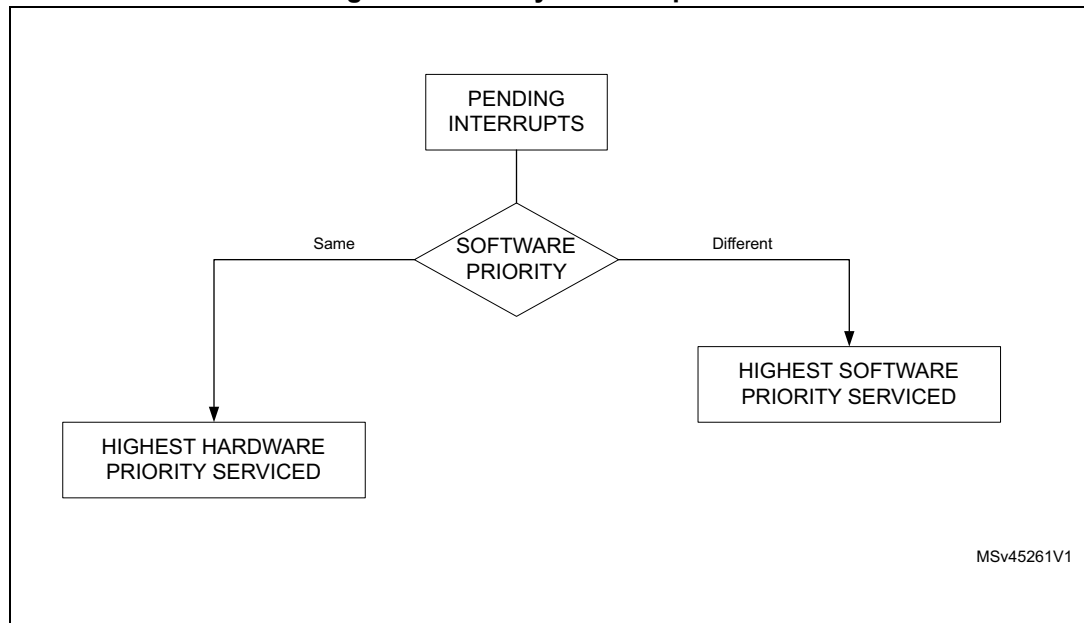 PENDING
INTERRUPTS
Same
SOFTWARE
PRIORITY
Different
HIGHEST SOFTWARE
PRIORITY SERVICED
HIGHEST HARDWARE
PRIORITY SERVICED
MSv45261V1